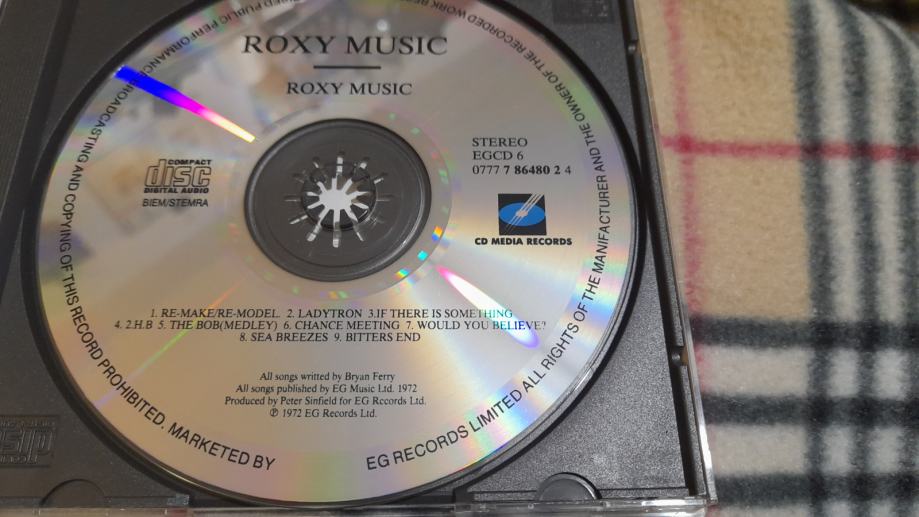 ROXY MUSIC
ROXY MUSIC
STEREO
EGCD 6
0777 7 86480 2 4
COMPACT
disc
DIGITAL AUDIO
BIEM/STEMRA
CD MEDIA RECORDS
1. RE-MAKE/RE-MODEL. 2. LADYTRON 3.IF THERE IS SOMETHING
4. 2.H.B 5. THE BOB(MEDLEY) 6. CHANCE MEETING 7. WOULD YOU BELIEVE?
8. SEA BREEZES 9. BITTERS END
All songs writted by Bryan Ferry
All songs published by EG Music Ltd. 1972
Produced by Peter Sinfield for EG Records Ltd.
℗ 1972 EG Records Ltd.
EG RECORDS LIMITED ALL RIGHTS OF THE MANIFACTURER AND THE OWNER OF THE RECORDED WORK PUBLIC PERFORMANCE BROADCASTING AND COPYING OF THIS RECORD PROHIBITED. MARKETED BY